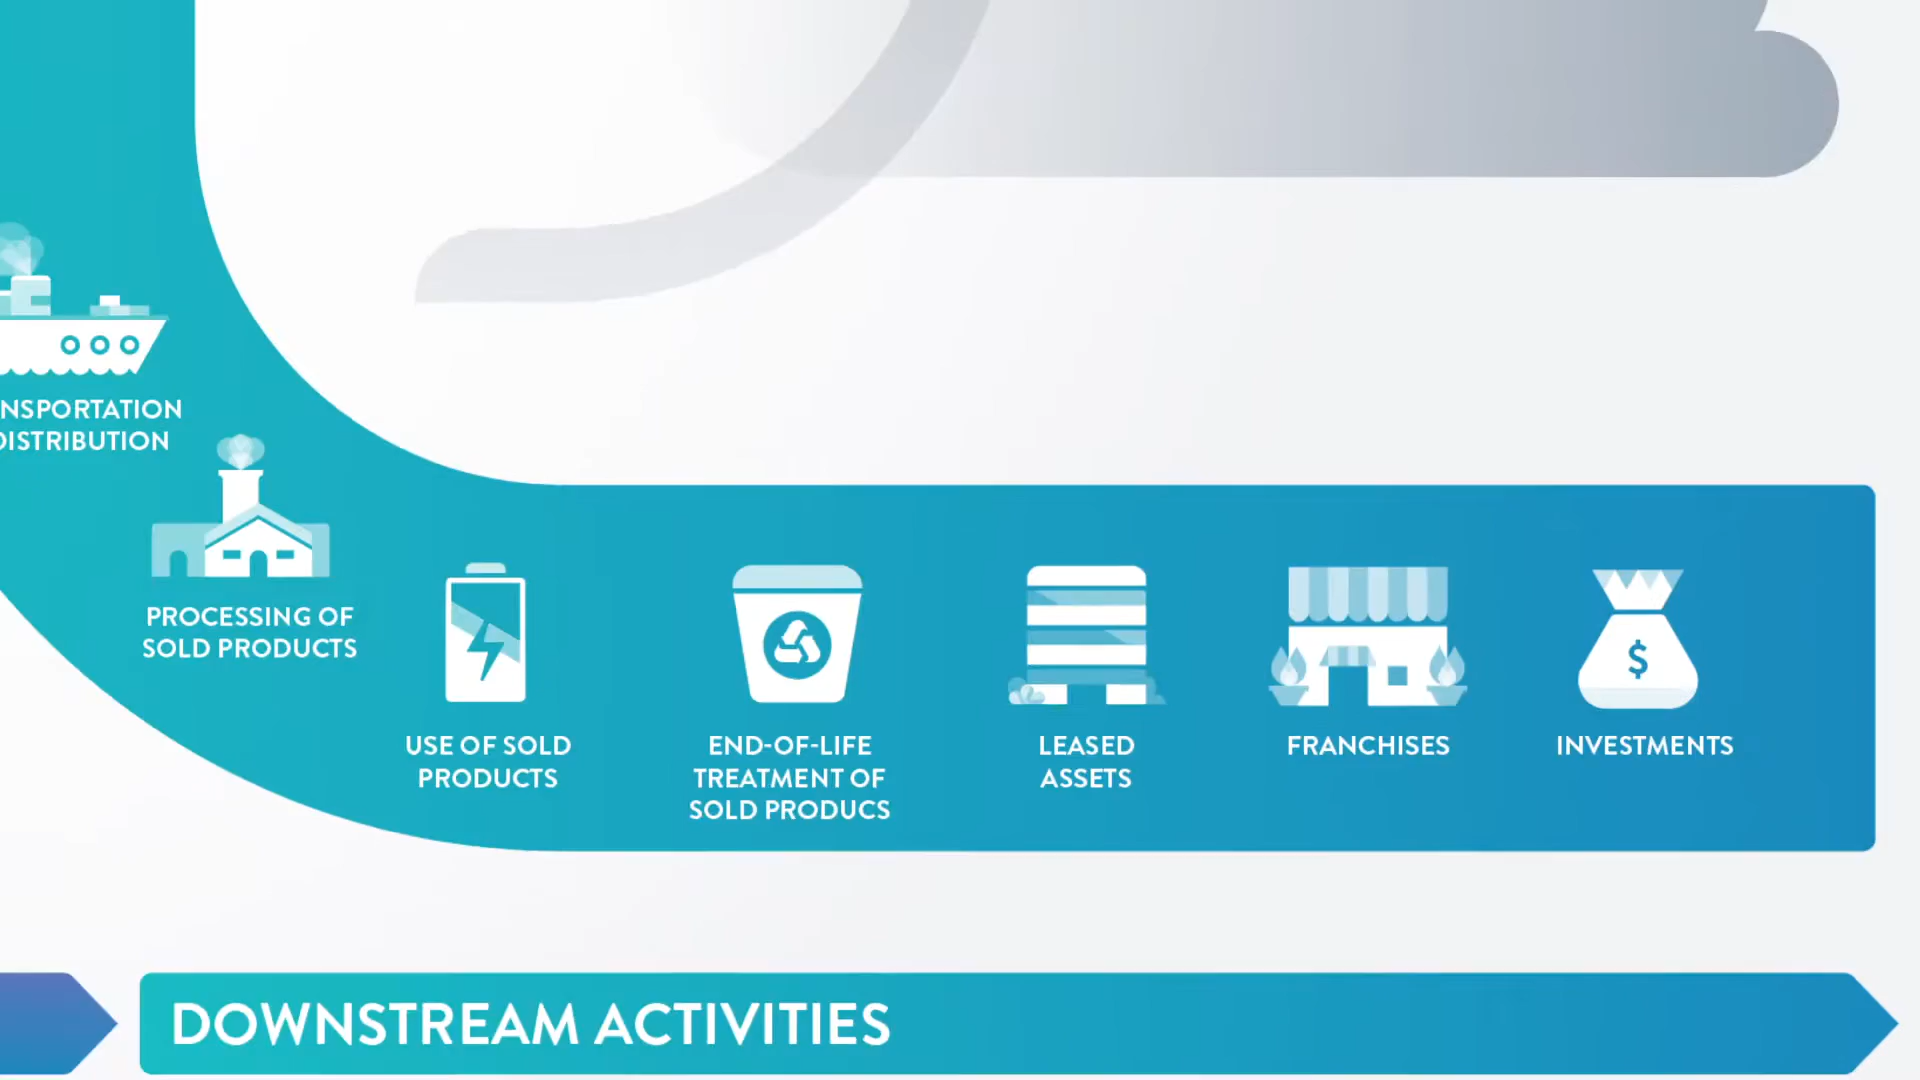 NSPORTATION
DISTRIBUTION
PROCESSING OF
SOLD PRODUCTS
USE OF SOLD
PRODUCTS
END-OF-LIFE
TREATMENT OF
SOLD PRODUCS
LEASED
ASSETS
FRANCHISES
$
INVESTMENTS
DOWNSTREAM ACTIVITIES